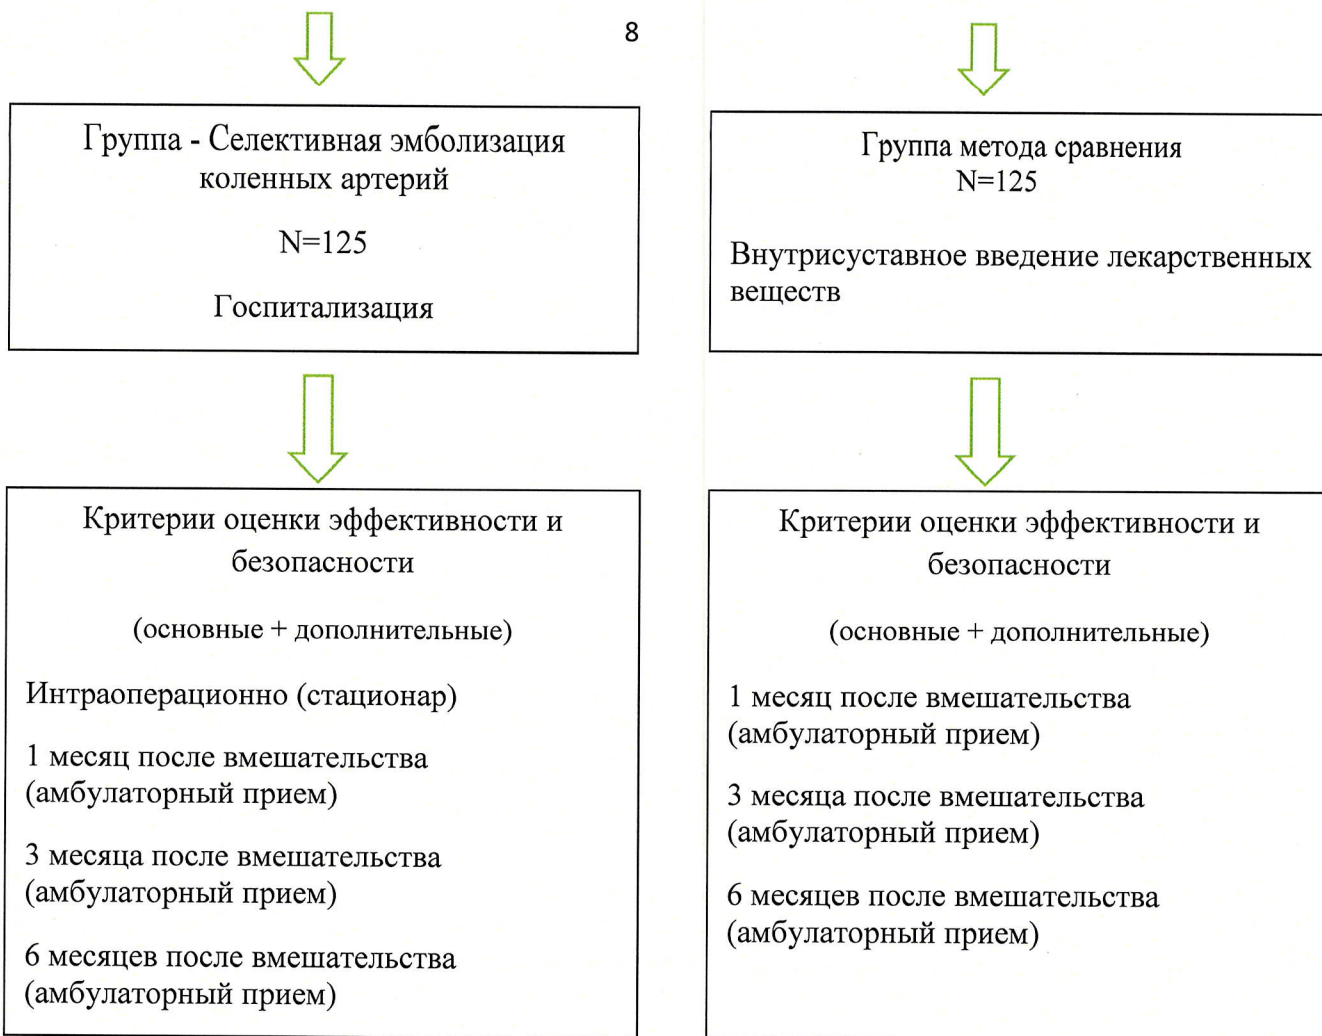 8
Группа - Селективная эмболизация
коленных артерий
N=125
Госпитализация
Группа метода сравнения
N=125
Внутрисуставное введение лекарственных
веществ
Критерии оценки эффективности и
безопасности
(основные + дополнительные)
Интраоперационно (стационар)
1 месяц после вмешательства
(амбулаторный прием)
3 месяца после вмешательства
(амбулаторный прием)
6 месяцев после вмешательства
(амбулаторный прием)
Критерии оценки эффективности и
безопасности
(основные + дополнительные)
1 месяц после вмешательства
(амбулаторный прием)
3 месяца после вмешательства
(амбулаторный прием)
6 месяцев после вмешательства
(амбулаторный прием)